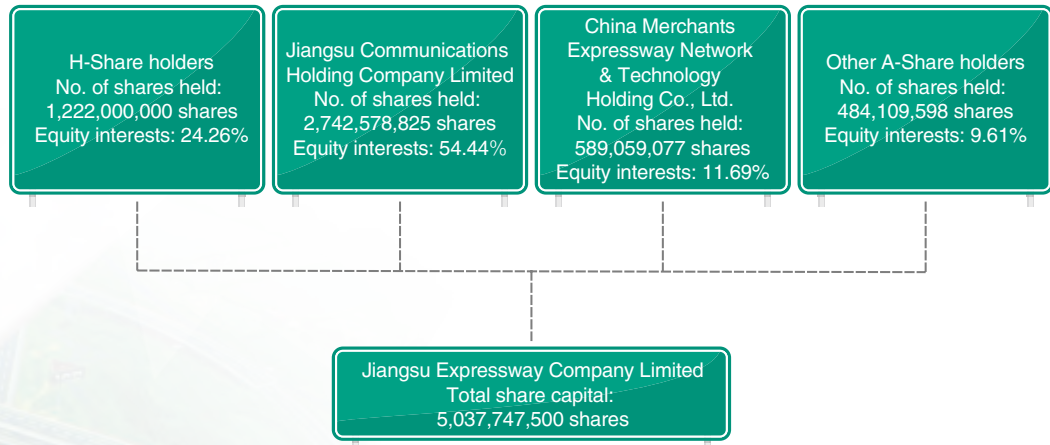 H-Share holders
No. of shares held:
1,222,000,000 shares
Equity interests: 24.26%
Jiangsu Communications
Holding Company Limited
No. of shares held:
2,742,578,825 shares
Equity interests: 54.44%
China Merchants
Expressway Network
& Technology
Holding Co., Ltd.
No. of shares held:
589,059,077 shares
Equity interests: 11.69%
Other A-Share holders
No. of shares held:
484,109,598 shares
Equity interests: 9.61%
Jiangsu Expressway Company Limited
Total share capital:
5,037,747,500 shares